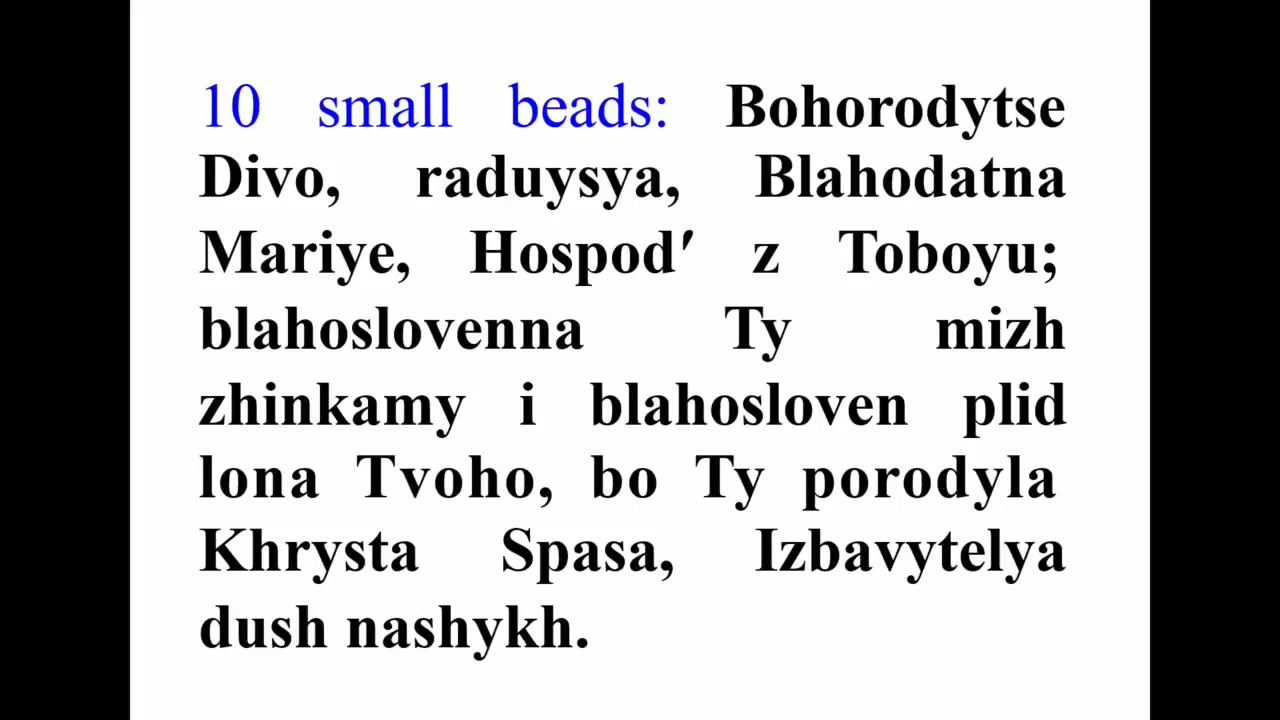 10 small beads: Bohorodytse
Divo, raduysya, Blahodatna
Mariye, Hospodʹ z Toboyu;
blahoslovenna Ty mizh
zhinkamy i blahosloven plid
lona Tvoho, bo Ty porodyla
Khrysta Spasa, Izbavytelya
dush nashykh.